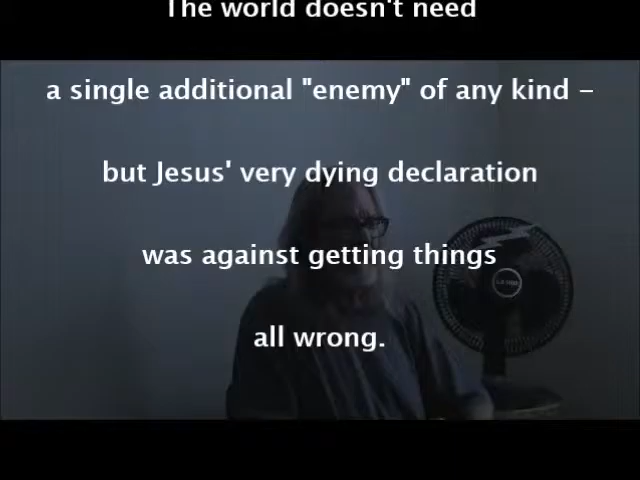 The world doesn't need
a single additional "enemy" of any kind –
but Jesus' very dying declaration
was against getting things
all wrong.